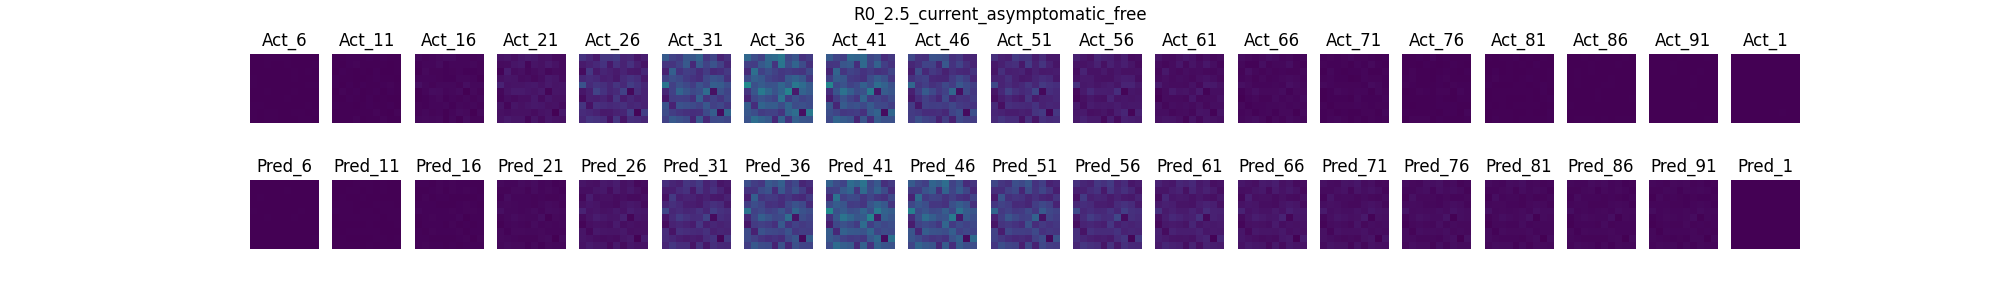 R0_2.5_current_asymptomatic_free
Act_6 Act_11 Act_16 Act_21 Act_26 Act_31 Act_36 Act_41 Act_46 Act_51 Act_56 Act_61 Act_66 Act_71 Act_76 Act_81 Act_86 Act_91 Act_1
Pred_6 Pred_11 Pred_16 Pred_21 Pred_26 Pred_31 Pred_36 Pred_41 Pred_46 Pred_51 Pred_56 Pred_61 Pred_66 Pred_71 Pred_76 Pred_81 Pred_86 Pred_91 Pred_1